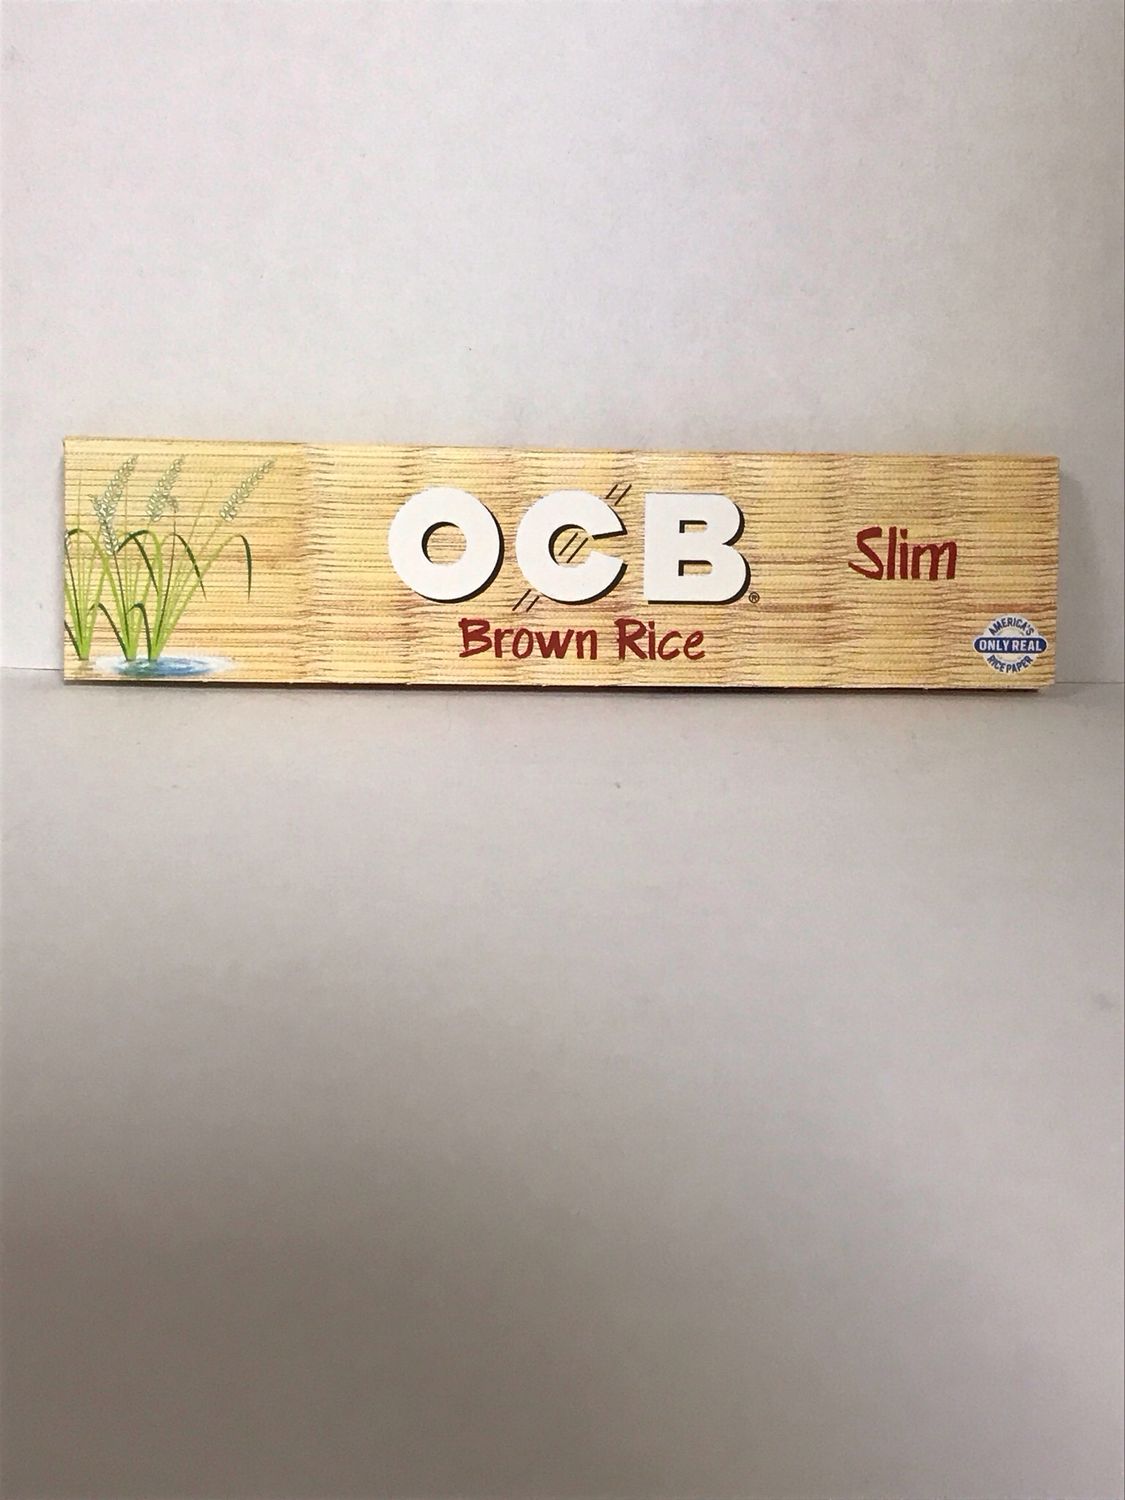 OCB®
Brown Rice
Slim
AMERICA'S
ONLY REAL
RICE PAPER